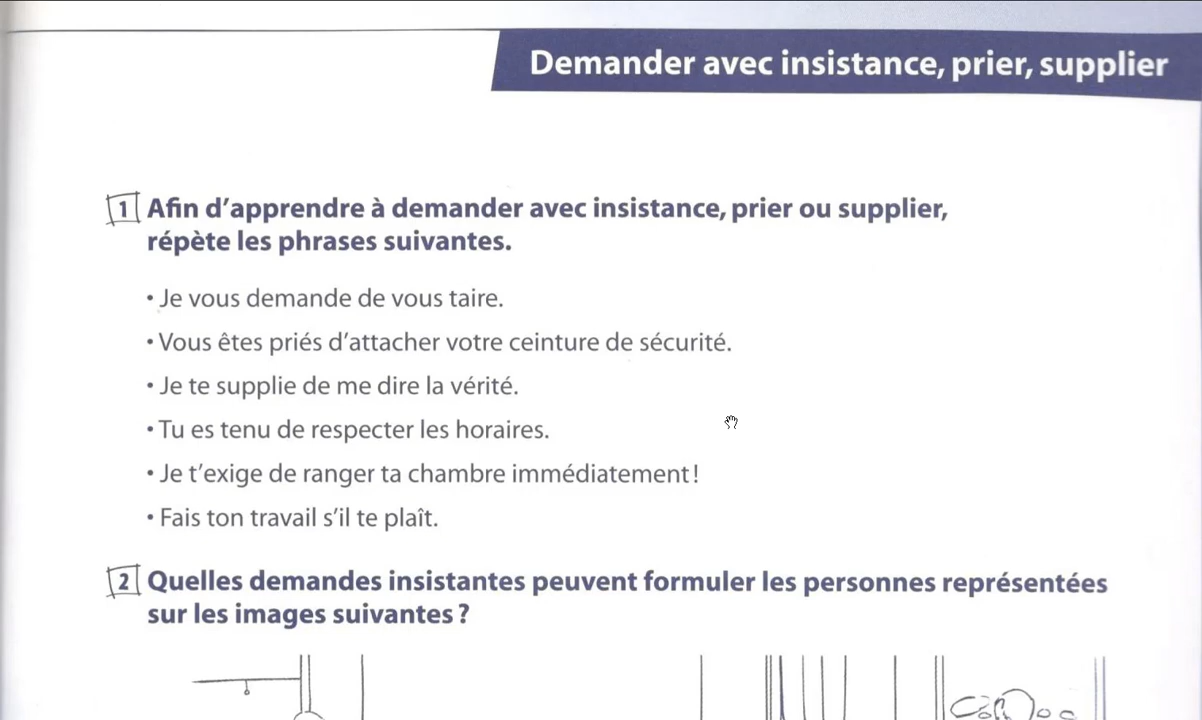 Demander avec insistance, prier, supplier
1 Afin d'apprendre à demander avec insistance, prier ou supplier,
répète les phrases suivantes.
• Je vous demande de vous taire.
• Vous êtes priés d'attacher votre ceinture de sécurité.
• Je te supplie de me dire la vérité.
• Tu es tenu de respecter les horaires.
• Je t'exige de ranger ta chambre immédiatement !
• Fais ton travail s'il te plaît.
2 Quelles demandes insistantes peuvent formuler les personnes représentées
sur les images suivantes ?